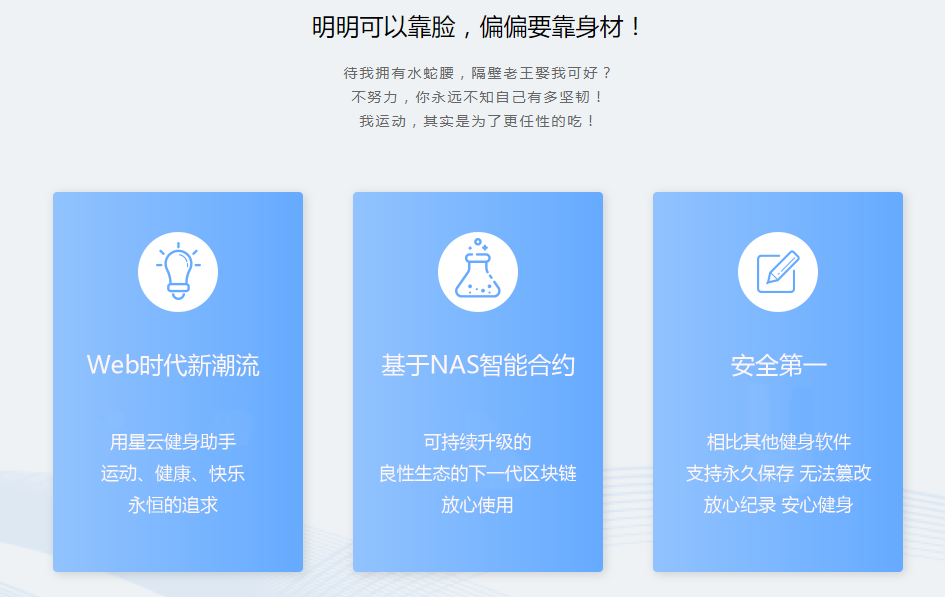 明明可以靠脸，偏偏要靠身材！
待我拥有水蛇腰，隔壁老王娶我可好？
不努力，你永远不知自己有多坚韧！
我运动，其实是为了更任性的吃！
Web时代新潮流
用星云健身助手
运动、健康、快乐
永恒的追求
基于NAS智能合约
可持续升级的
良性生态的下一代区块链
放心使用
安全第一
相比其他健身软件
支持永久保存 无法篡改
放心纪录 安心健身